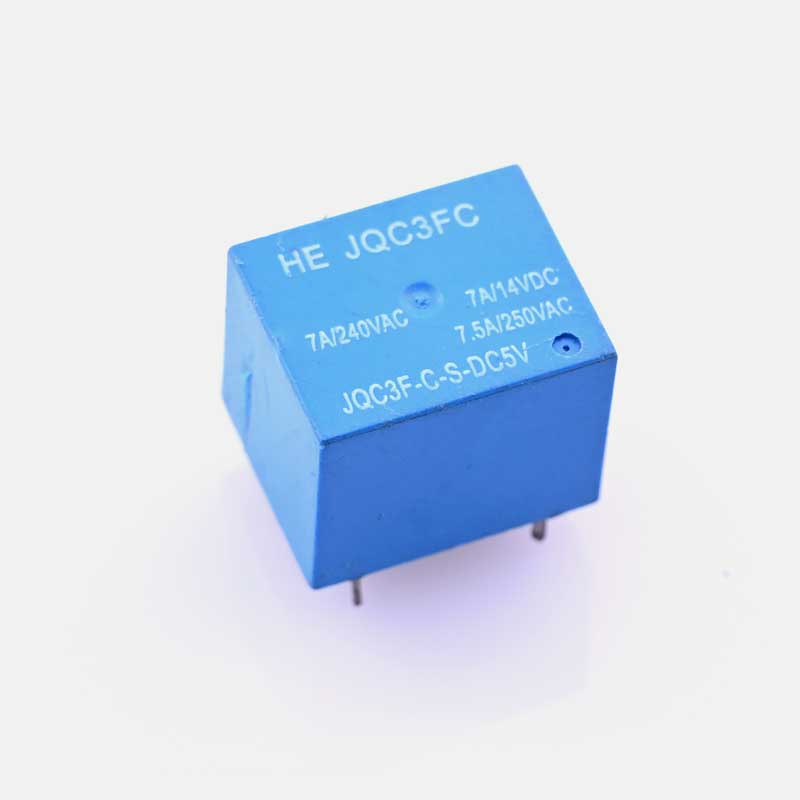 HE JQC3FC
7A/240VAC 7A/14VDC
7.5A/250VAC
JQC3F-C-S-DC5V